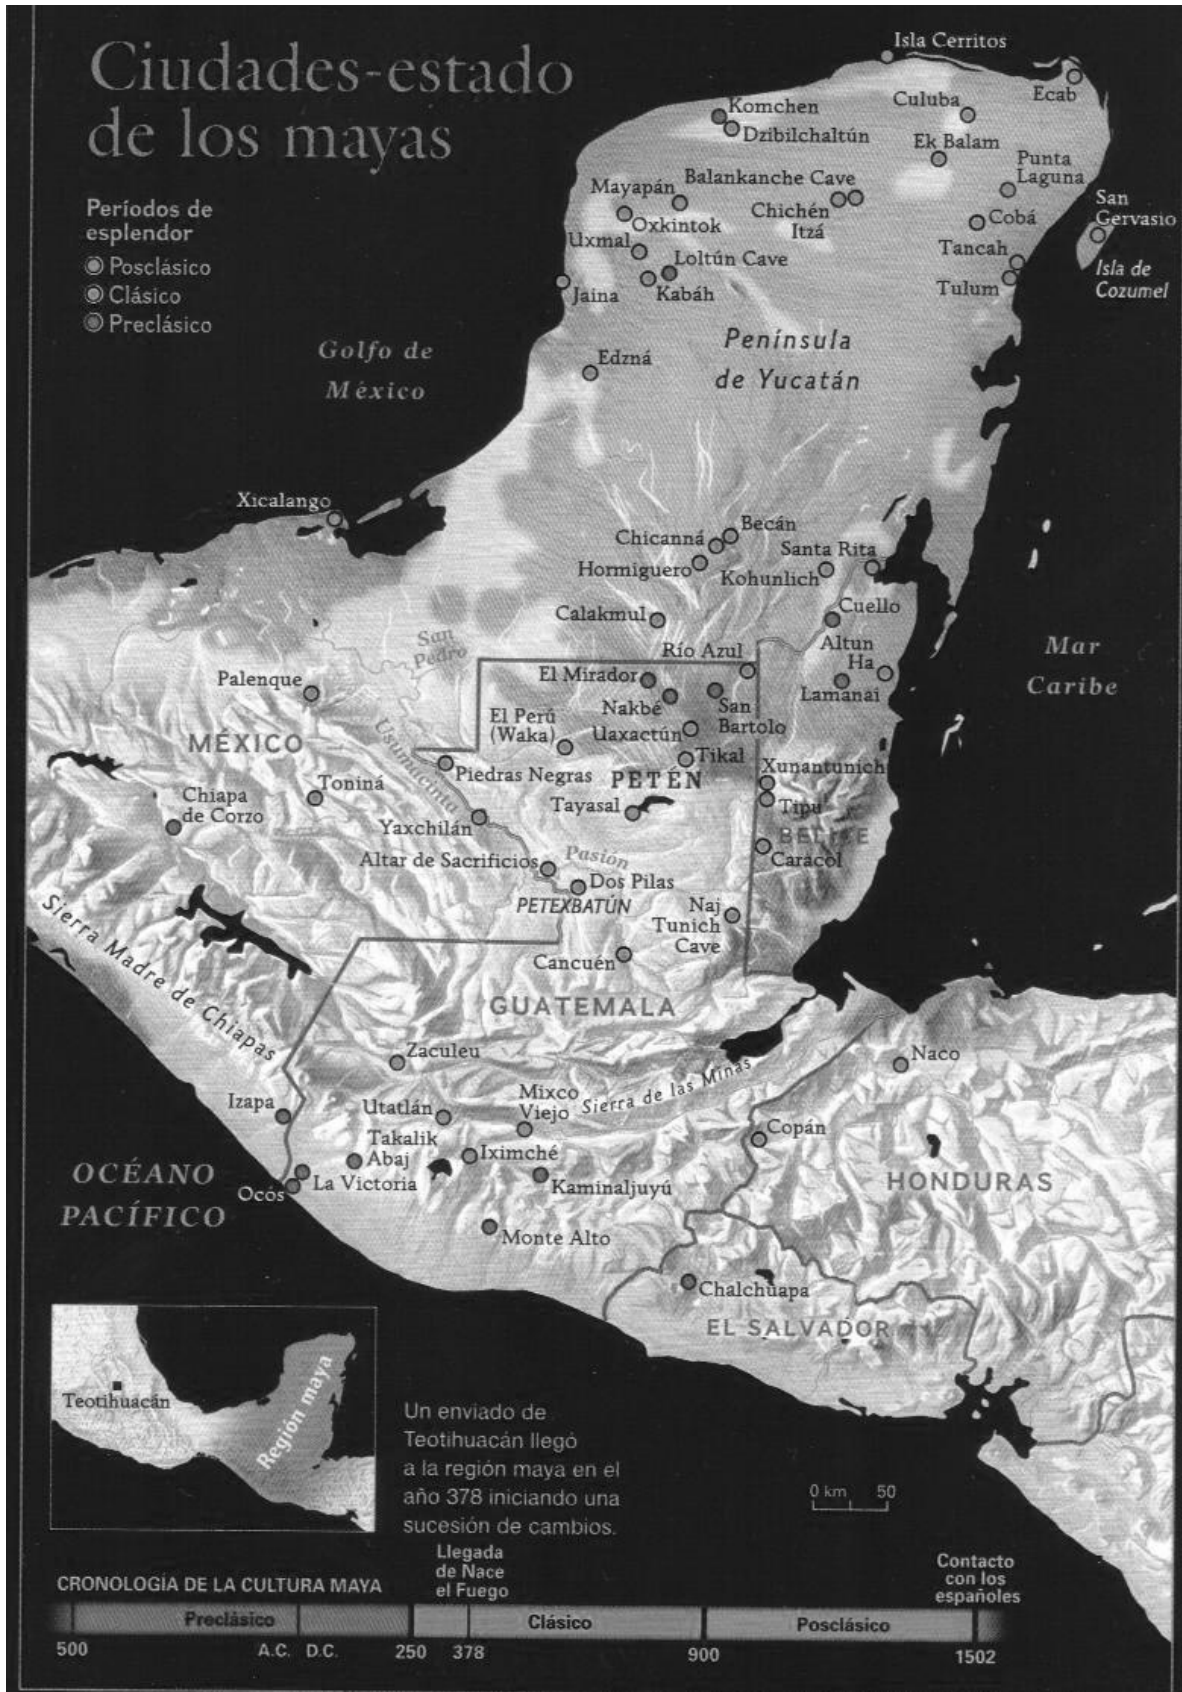 Ciudades-estado
de los mayas
Períodos de
esplendor
Posclásico
Clásico
Preclásico
Isla Cerritos
Ecab
Komchen
Culuba
Dzibilchaltún
Ek Balam
Punta
Laguna
Mayapán
Balankanche Cave
San
Gervasio
Oxkintok
Chichén
Itzá
Cobá
Uxmal
Loltún Cave
Tancah
Isla de
Cozumel
Jaina
Kabáh
Tulum
Golfo de
México
Península
de Yucatán
Edzná
Xicalango
Becán
Chicanná
Santa Rita
Hormiguero
Kohunlich
Calakmul
Cuello
San
Pedro
Río Azul
Altun
Ha
Mar
Caribe
Palenque
El Mirador
Lamanai
Nakbé
San
Bartolo
El Perú
(Waka)
Uaxactún
MÉXICO
Usumacinta
Tikal
Piedras Negras
PETÉN
Xunantunich
Toniná
Chiapa
de Corzo
Tayasal
Tipu
Yaxchilán
BELICE
Altar de Sacrificios
Pasión
Caracol
Dos Pilas
PETEXBATÚN
Naj
Tunich
Cave
Sierra Madre de Chiapas
Cancuén
GUATEMALA
Zaculeu
Naco
Sierra de las Minas
Izapa
Utatlán
Mixco
Viejo
Copán
Takalik
Abaj
Iximché
OCÉANO
PACÍFICO
Ocós
La Victoria
Kaminaljuyú
HONDURAS
Monte Alto
Chalchuapa
EL SALVADOR
Teotihuacán
Región maya
Un enviado de
Teotihuacán llegó
a la región maya en el
año 378 iniciando una
sucesión de cambios.
0 km 50
CRONOLOGÍA DE LA CULTURA MAYA
Llegada
de Nace
el Fuego
Contacto
con los
españoles
Preclásico
Clásico
Posclásico
500 A.C. D.C. 250 378 900 1502